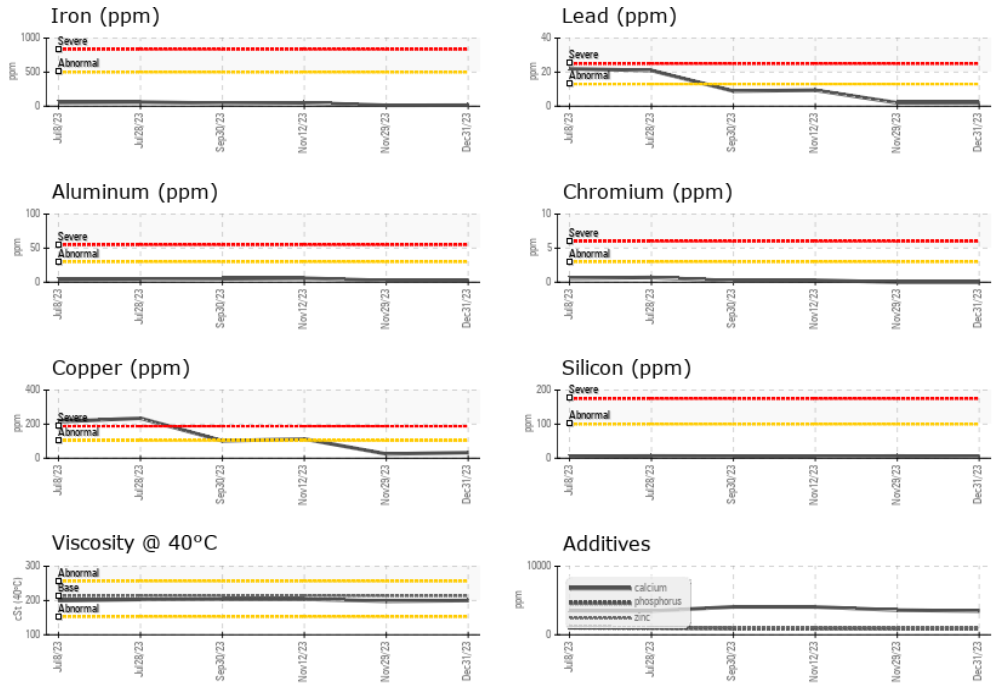 Iron (ppm)
1000
500
0
ppm
Severe
Abnormal
Jul8/23
Jul28/23
Sep30/23
Nov12/23
Nov29/23
Dec31/23
Lead (ppm)
40
20
0
ppm
Severe
Abnormal
Jul8/23
Jul28/23
Sep30/23
Nov12/23
Nov29/23
Dec31/23
Aluminum (ppm)
100
50
0
ppm
Severe
Abnormal
Jul8/23
Jul28/23
Sep30/23
Nov12/23
Nov29/23
Dec31/23
Chromium (ppm)
10
5
0
ppm
Severe
Abnormal
Jul8/23
Jul28/23
Sep30/23
Nov12/23
Nov29/23
Dec31/23
Copper (ppm)
400
200
0
ppm
Severe
Abnormal
Jul8/23
Jul28/23
Sep30/23
Nov12/23
Nov29/23
Dec31/23
Silicon (ppm)
200
100
0
ppm
Severe
Abnormal
Jul8/23
Jul28/23
Sep30/23
Nov12/23
Nov29/23
Dec31/23
Viscosity @ 40°C
300
200
100
cSt (40°C)
Abnormal
Base
Abnormal
Jul8/23
Jul28/23
Sep30/23
Nov12/23
Nov29/23
Dec31/23
Additives
10000
0
ppm
calcium
phosphorus
zinc
Jul8/23
Jul28/23
Sep30/23
Nov12/23
Nov29/23
Dec31/23